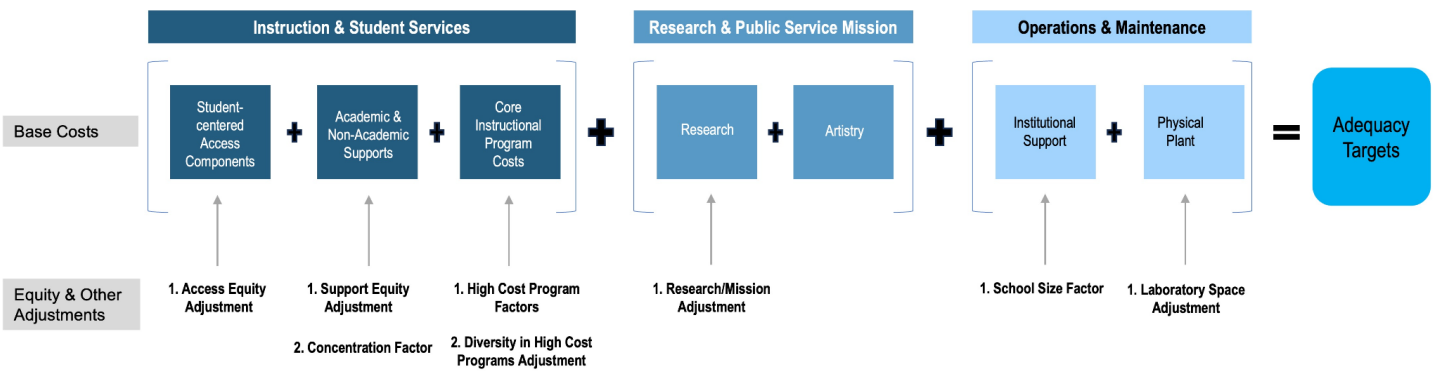 Instruction & Student Services
Research & Public Service Mission
Operations & Maintenance
Base Costs
Student-
centered
Access
Components
+
Academic &
Non-Academic
Supports
+
Core
Instructional
Program
Costs
+
Research
+
Artistry
+
Institutional
Support
+
Physical
Plant
=
Adequacy
Targets
Equity & Other
Adjustments
1. Access Equity
Adjustment
1. Support Equity
Adjustment
2. Concentration Factor
1. High Cost Program
Factors
2. Diversity in High Cost
Programs Adjustment
1. Research/Mission
Adjustment
1. School Size Factor
1. Laboratory Space
Adjustment